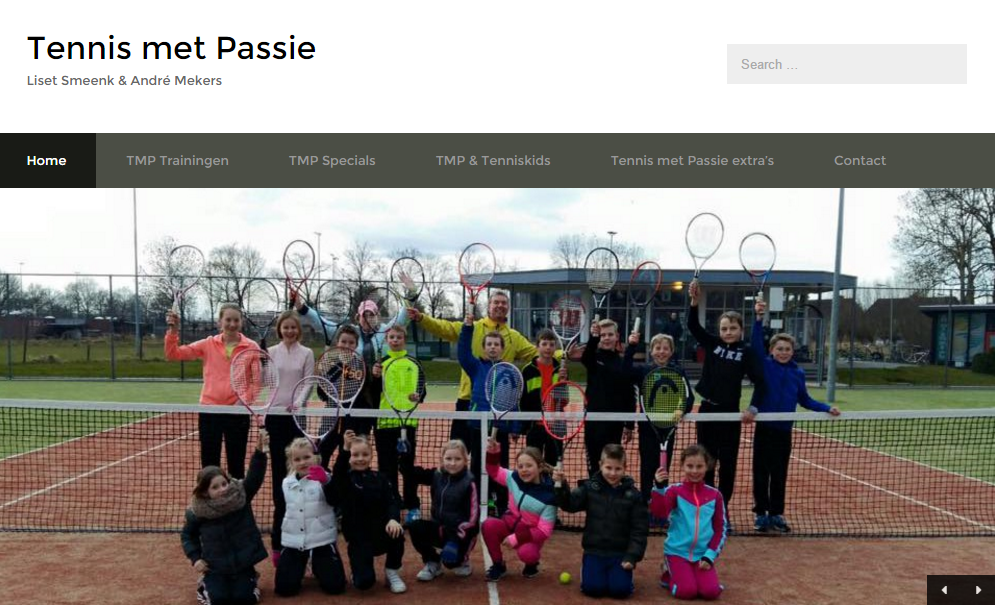 Tennis met Passie
Liset Smeenk & André Mekers
Search ...
Home TMP Trainingen TMP Specials TMP & Tenniskids Tennis met Passie extra's Contact